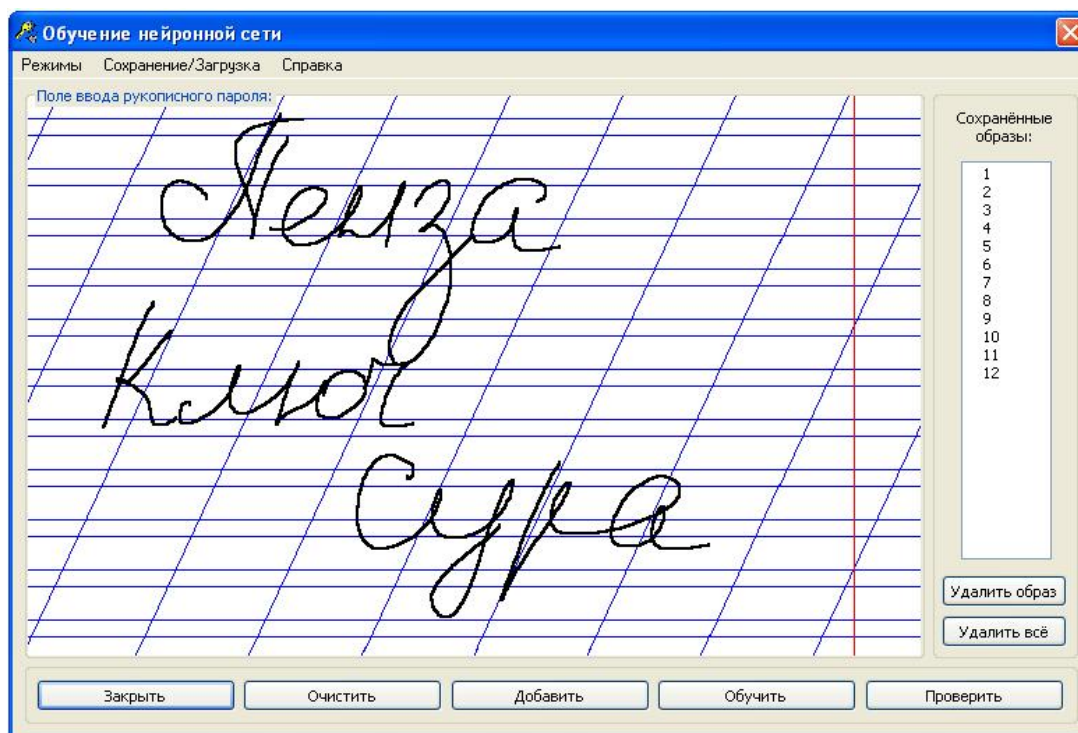 Обучение нейронной сети
Режимы Сохранение/Загрузка Справка
Поле ввода рукописного пароля:
Пенза
Ключ
Сура
Сохранённые
образы:
1
2
3
4
5
6
7
8
9
10
11
12
Удалить образ
Удалить всё
Закрыть Очистить Добавить Обучить Проверить